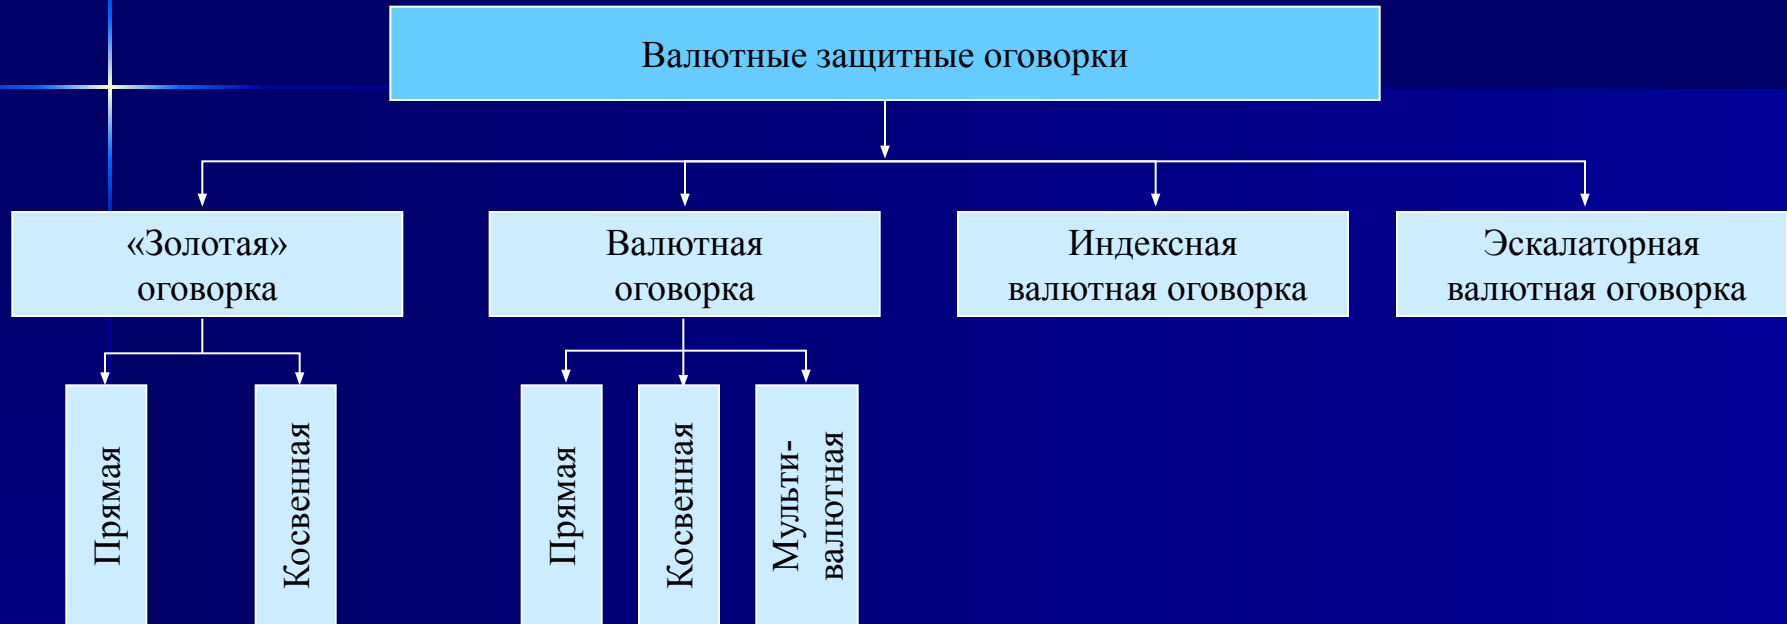 Валютные защитные оговорки
«Золотая»
оговорка
Валютная
оговорка
Индексная
валютная оговорка
Эскалаторная
валютная оговорка
Прямая
Косвенная
Прямая
Косвенная
Мульти-
валютная